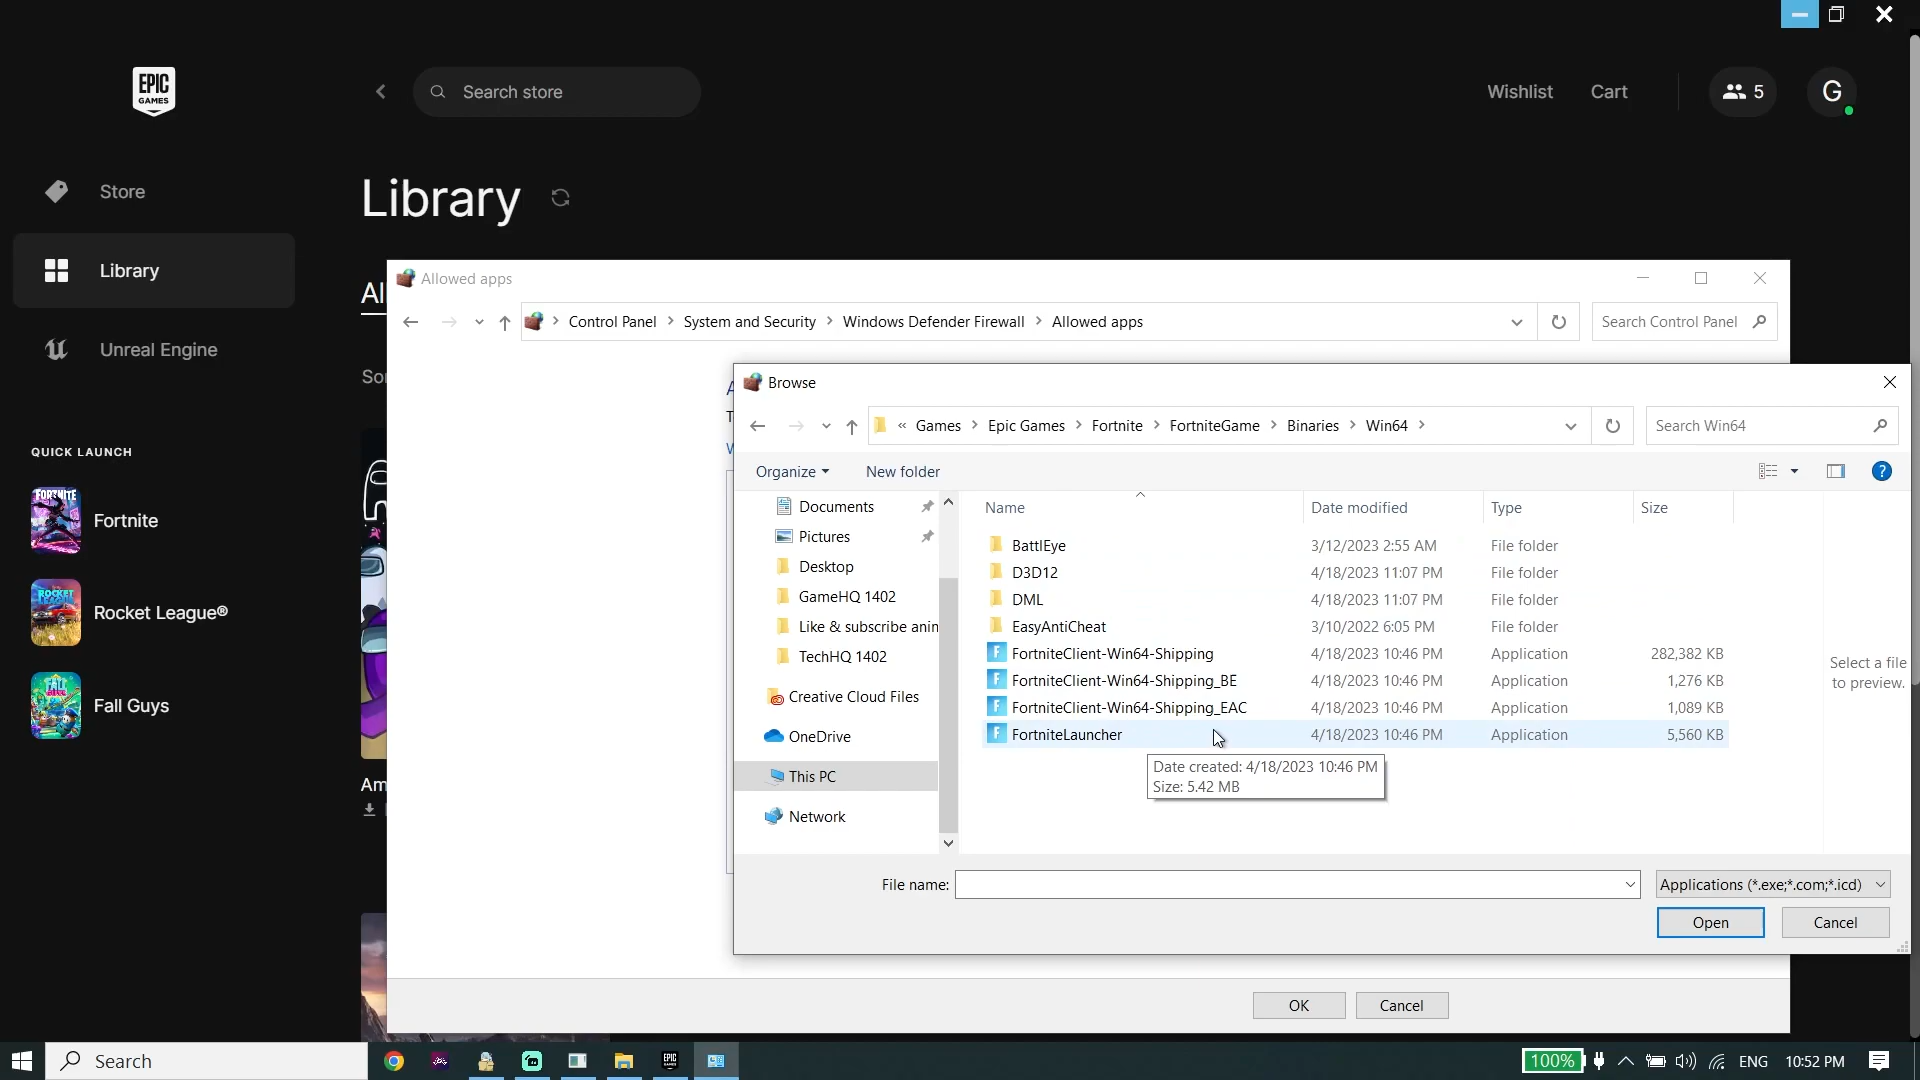 EPIC
GAMES
Search store
Wishlist
Cart
5
G
Store
Library
Library
Unreal Engine
QUICK LAUNCH
FORTNITE
Fortnite
ROCKET
LEAGUE
Rocket League®
FALL
Fall Guys
Al
Sor
Am
Allowed apps
Control Panel
System and Security
Windows Defender Firewall
Allowed apps
Search Control Panel
Browse
« Games
Epic Games
Fortnite
FortniteGame
Binaries
Win64
Search Win64
Organize
New folder
?
Documents
Pictures
Desktop
GameHQ 1402
Like & subscribe anin
TechHQ 1402
Creative Cloud Files
OneDrive
This PC
Network
Name Date modified Type Size
BattlEye 3/12/2023 2:55 AM File folder
D3D12 4/18/2023 11:07 PM File folder
DML 4/18/2023 11:07 PM File folder
EasyAntiCheat 3/10/2022 6:05 PM File folder
FortniteClient-Win64-Shipping 4/18/2023 10:46 PM Application 282,382 KB
FortniteClient-Win64-Shipping_BE 4/18/2023 10:46 PM Application 1,276 KB
FortniteClient-Win64-Shipping_EAC 4/18/2023 10:46 PM Application 1,089 KB
FortniteLauncher 4/18/2023 10:46 PM Application 5,560 KB
Date created: 4/18/2023 10:46 PM
Size: 5.42 MB
Select a file
to preview.
File name:
Applications (*.exe;*.com;*.icd)
Open
Cancel
OK
Cancel
Search
EPIC
100%
ENG
10:52 PM